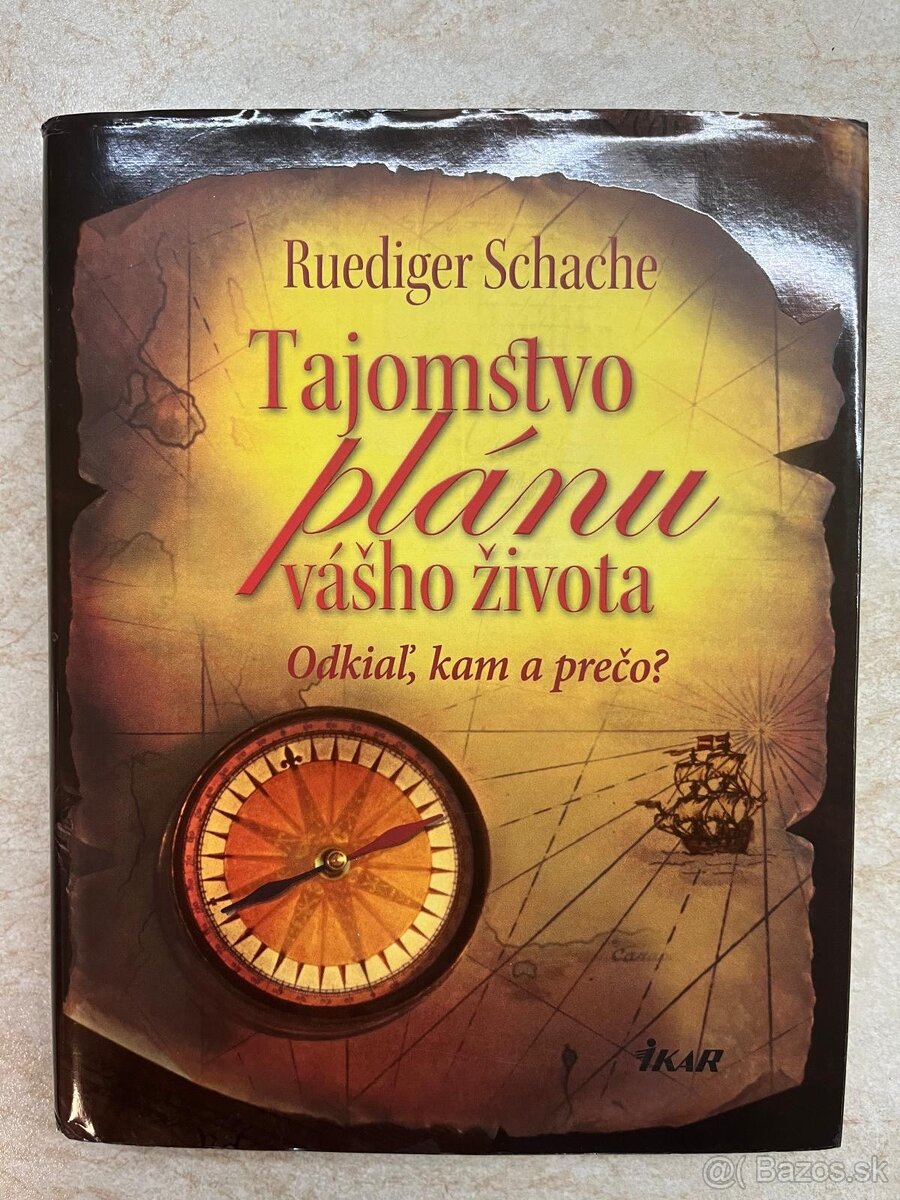 Ruediger Schache
Tajomstvo
plánu
vášho života
Odkiaľ, kam a prečo?
IKAR
@( Bazos.sk